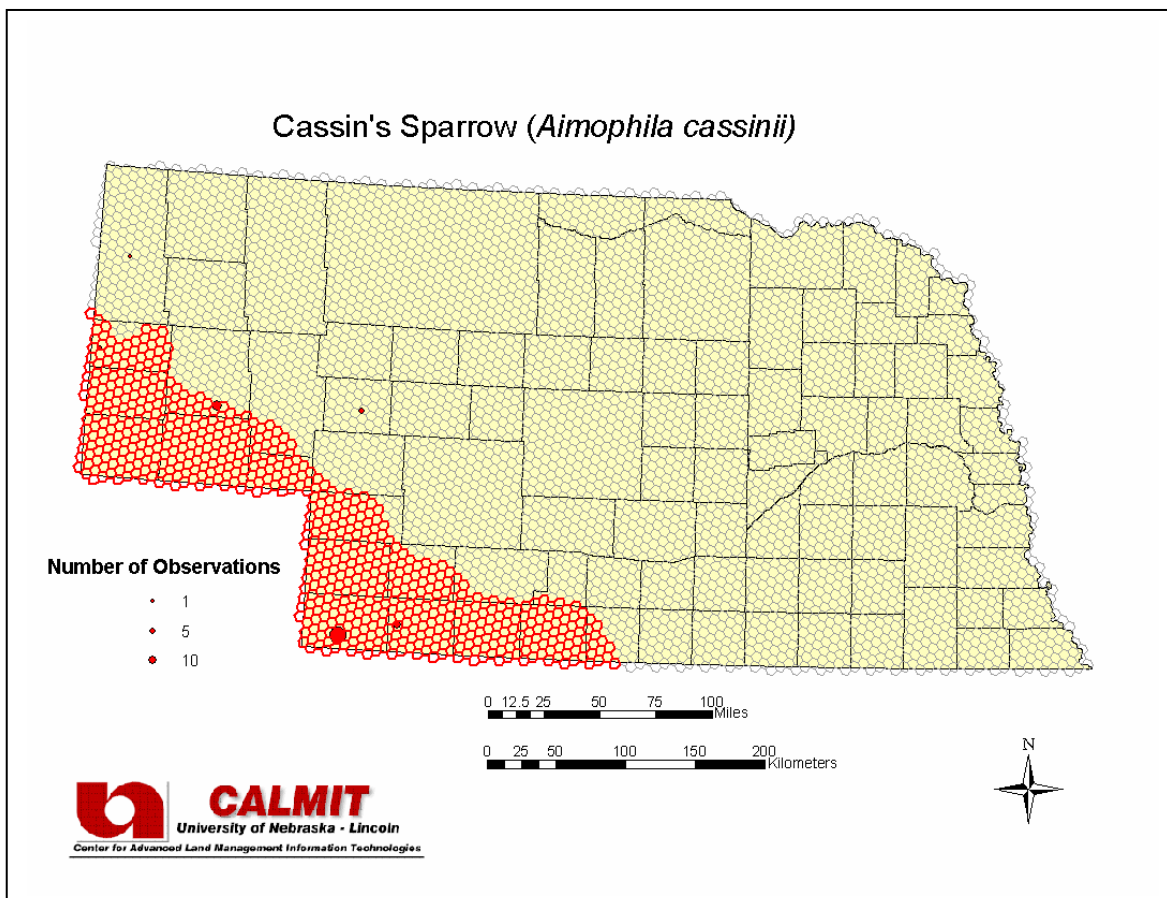 Cassin's Sparrow (Aimophila cassinii)
Number of Observations
1
5
10
0 12.5 25 50 75 100
Miles
0 25 50 100 150 200
Kilometers
N
CALMIT
University of Nebraska - Lincoln
Center for Advanced Land Management Information Technologies